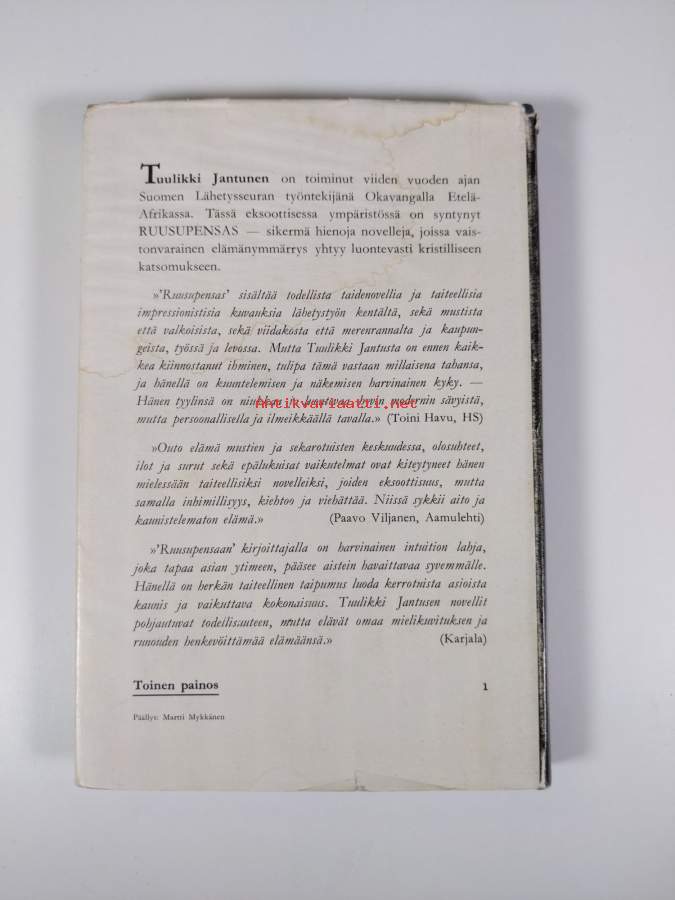 Tuulikki Jantunen on toiminut viiden vuoden ajan
Suomen Lähetysseuran työntekijänä Okavangalla Etelä-
Afrikassa. Tässä eksoottisessa ympäristössä on syntynyt
RUUSUPENSAS — sikermä hienoja novelleja, joissa vais-
tonvarainen elämänymmärrys yhtyy luontevasti kristilliseen
katsomukseen.
»'Ruusupensas' sisältää todellista taidenovellia ja taiteellisia
impressionistisia kuvauksia lähetystyön kentältä, sekä mustista
että valkoisista, sekä viidakosta että merenrannalta ja kaupun-
geista, työssä ja levossa. Mutta Tuulikki Jantusta on ennen kaik-
kea kiinnostanut ihminen, tulipa tämä vastaan millaisena tahansa,
ja hänellä on kuuntelemisen ja näkemisen harvinainen kyky. —
Hänen tyylinsä on niukkaa ja luontevaa hyvin modernin sävyistä,
mutta persoonallisella ja ilmeikkäällä tavalla.» (Toini Havu, HS)
Antikvariaatti.net
»Outo elämä mustien ja sekarotuisten keskuudessa, olosuhteet,
ilot ja surut sekä epälukuisat vaikutelmat ovat kiteytyneet hänen
mielessään taiteellisiksi novelleiksi, joiden eksoottisuus, mutta
samalla inhimillisyys, kiehtoo ja viehättää. Niissä sykkii aito ja
kaunistelematon elämä.» (Paavo Viljanen, Aamulehti)
»'Ruusupensaan' kirjoittajalla on harvinainen intuition lahja,
joka tapaa asian ytimeen, pääsee aistein havaittavaa syvemmälle.
Hänellä on herkän taiteellinen taipumus luoda kerrotuista asioista
kaunis ja vaikuttava kokonaisuus. Tuulikki Jantusen novellit
pohjautuvat todellisuuteen, mutta elävät omaa mielikuvituksen ja
runouden henkevöittämää elämäänsä.» (Karjala)
Toinen painos 1
Päällys: Martti Mykkänen